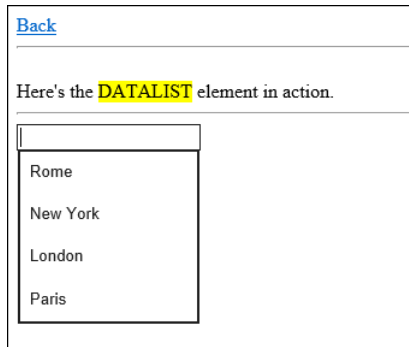 Back
Here's the DATALIST element in action.
Rome
New York
London
Paris